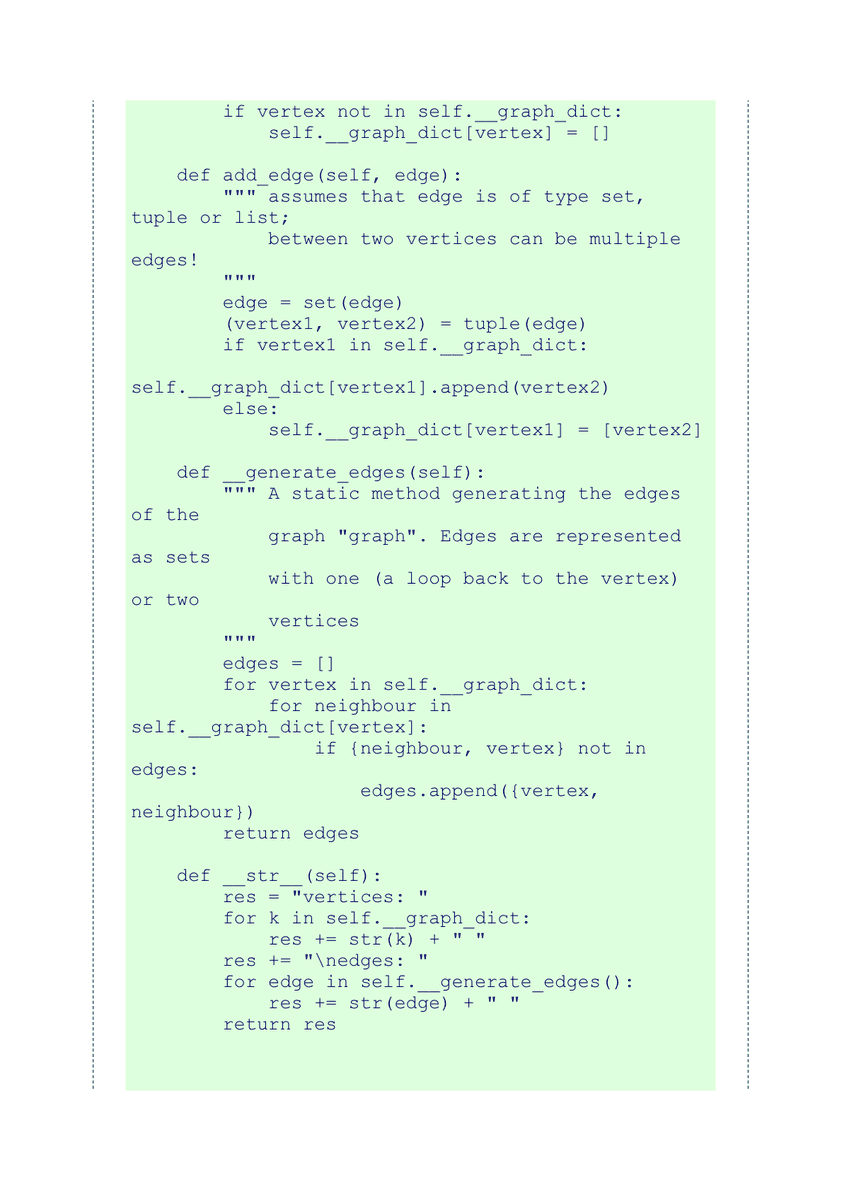 if vertex not in self.__graph_dict:
            self.__graph_dict[vertex] = []

    def add_edge(self, edge):
        """ assumes that edge is of type set,
tuple or list;
            between two vertices can be multiple
edges!
        """
        edge = set(edge)
        (vertex1, vertex2) = tuple(edge)
        if vertex1 in self.__graph_dict:

self.__graph_dict[vertex1].append(vertex2)
        else:
            self.__graph_dict[vertex1] = [vertex2]

    def __generate_edges(self):
        """ A static method generating the edges
of the
            graph "graph". Edges are represented
as sets
            with one (a loop back to the vertex)
or two
            vertices
        """
        edges = []
        for vertex in self.__graph_dict:
            for neighbour in
self.__graph_dict[vertex]:
                if {neighbour, vertex} not in
edges:
                    edges.append({vertex,
neighbour})
        return edges

    def __str__(self):
        res = "vertices: "
        for k in self.__graph_dict:
            res += str(k) + " "
        res += "\nedges: "
        for edge in self.__generate_edges():
            res += str(edge) + " "
        return res